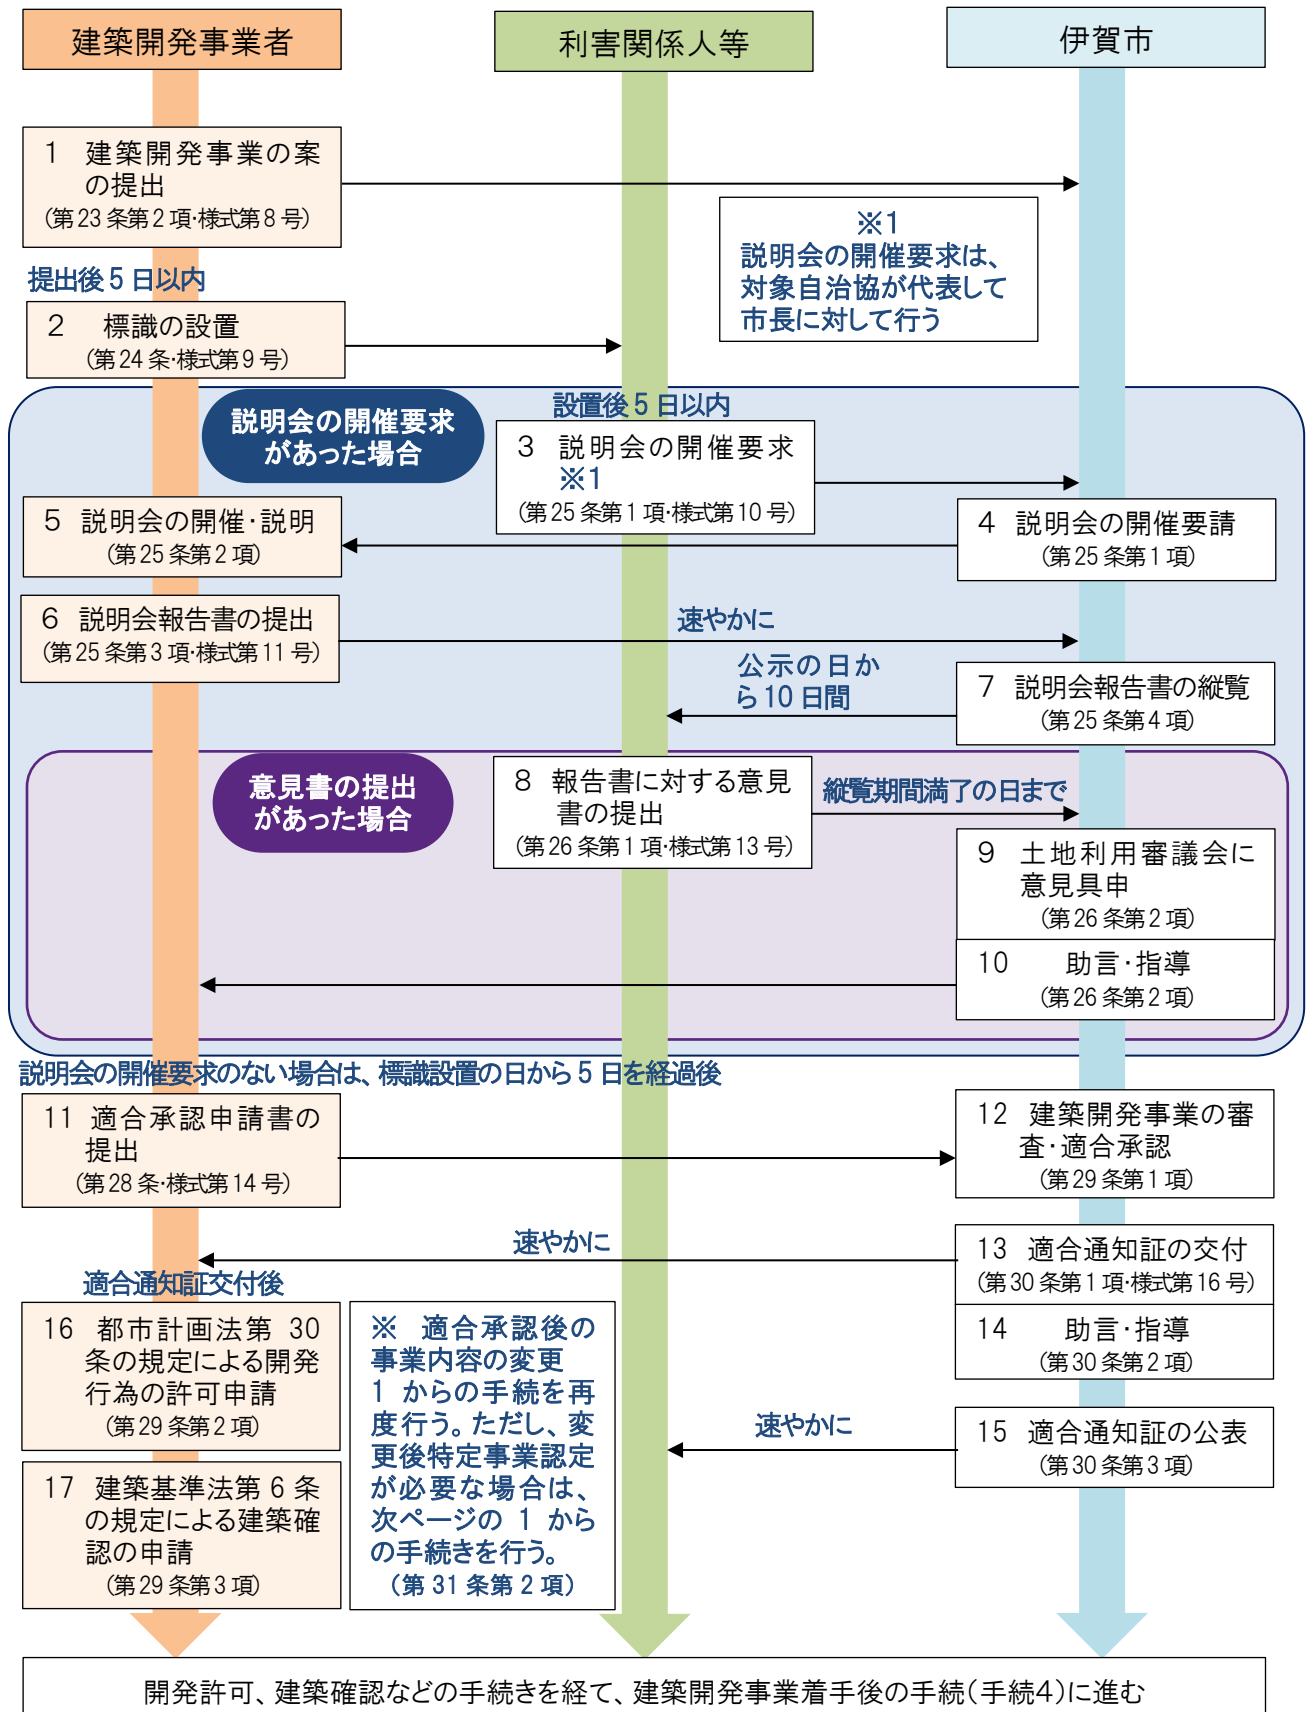 建築開発事業者
利害関係人等
伊賀市
1 建築開発事業の案
の提出
(第23条第2項・様式第8号)
※1
説明会の開催要求は、
対象自治協が代表して
市長に対して行う
提出後5日以内
2 標識の設置
(第24条・様式第9号)
説明会の開催要求
があった場合
設置後5日以内
3 説明会の開催要求
※1
(第25条第1項・様式第10号)
4 説明会の開催要請
(第25条第1項)
5 説明会の開催・説明
(第25条第2項)
6 説明会報告書の提出
(第25条第3項・様式第11号)
速やかに
公示の日か
ら10日間
7 説明会報告書の縦覧
(第25条第4項)
意見書の提出
があった場合
8 報告書に対する意見
書の提出
(第26条第1項・様式第13号)
縦覧期間満了の日まで
9 土地利用審議会に
意見具申
(第26条第2項)
10 助言・指導
(第26条第2項)
説明会の開催要求のない場合は、標識設置の日から5日を経過後
11 適合承認申請書の
提出
(第28条・様式第14号)
12 建築開発事業の審
査・適合承認
(第29条第1項)
速やかに
13 適合通知証の交付
(第30条第1項・様式第16号)
14 助言・指導
(第30条第2項)
速やかに
15 適合通知証の公表
(第30条第3項)
適合通知証交付後
16 都市計画法第 30
条の規定による開発
行為の許可申請
(第29条第2項)
17 建築基準法第6条
の規定による建築確
認の申請
(第29条第3項)
※ 適合承認後の
事業内容の変更
1 からの手続を再
度行う。ただし、変
更後特定事業認定
が必要な場合は、
次ページの 1 から
の手続きを行う。
(第31条第2項)
開発許可、建築確認などの手続きを経て、建築開発事業着手後の手続(手続4)に進む